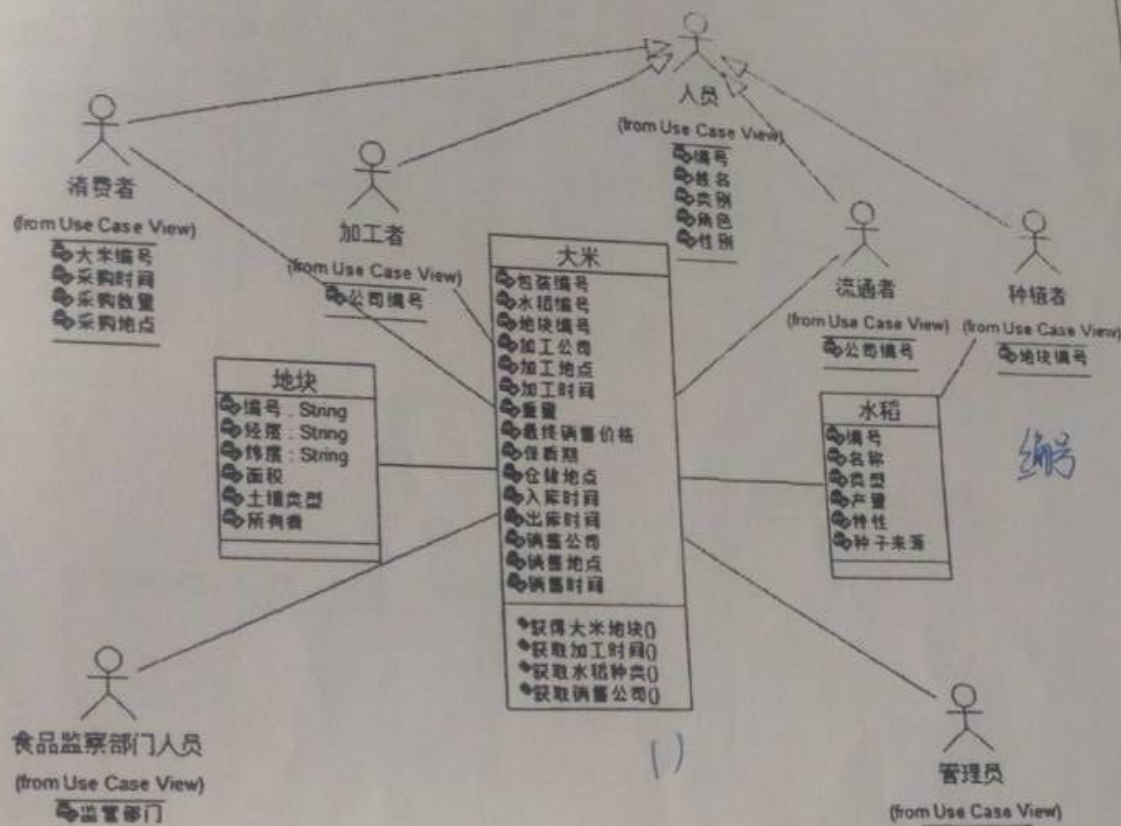 人员
(from Use Case View)
编号
姓名
类别
角色
性别
消费者
(from Use Case View)
大米编号
采购时间
采购数量
采购地点
加工者
(from Use Case View)
公司编号
大米
包装编号
水稻编号
地块编号
加工公司
加工地点
加工时间
重量
最终销售价格
保质期
仓储地点
入库时间
出库时间
销售公司
销售地点
销售时间
获得大米地块()
获取加工时间()
获取水稻种类()
获取销售公司()
流通者
(from Use Case View)
公司编号
种植者
(from Use Case View)
地块编号
地块
编号 : String
经度 : String
纬度 : String
面积
土壤类型
所有者
水稻
编号
名称
类型
产量
特性
种子来源
编号
食品监察部门人员
(from Use Case View)
监管部门
()
管理员
(from Use Case View)